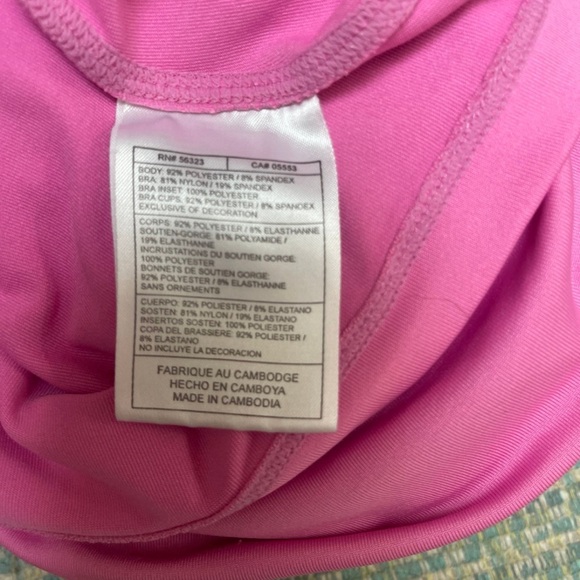 RN# 56323 CA# 05553
BODY: 92% POLYESTER / 8% SPANDEX
BRA: 81% NYLON / 19% SPANDEX
BRA INSET: 100% POLYESTER
BRA CUPS: 92% POLYESTER / 8% SPANDEX
EXCLUSIVE OF DECORATION
CORPS: 92% POLYESTER / 8% ELASTHANNE
SOUTIEN-GORGE: 81% POLYAMIDE /
19% ELASTHANNE
INCRUSTATIONS DU SOUTIEN GORGE:
100% POLYESTER
BONNETS DE SOUTIEN GORGE:
92% POLYESTER / 8% ELASTHANNE
SANS ORNEMENTS
CUERPO: 92% POLIESTER / 8% ELASTANO
SOSTEN: 81% NYLON / 19% ELASTANO
INSERTOS SOSTEN: 100% POLIESTER
COPA DEL BRASSIERE: 92% POLIESTER /
8% ELASTANO
NO INCLUYE LA DECORACION
FABRIQUE AU CAMBODGE
HECHO EN CAMBOYA
MADE IN CAMBODIA